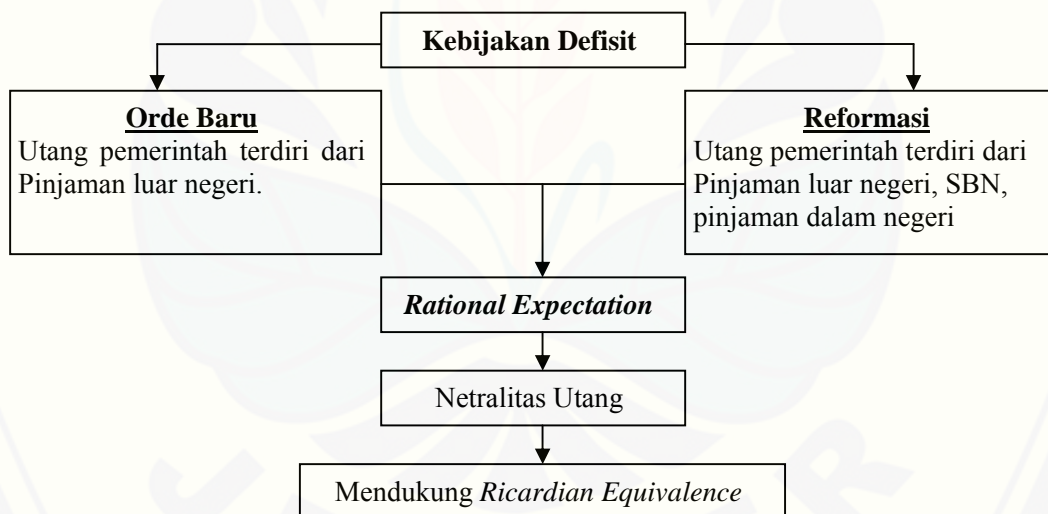 Kebijakan Defisit
Orde Baru
Utang pemerintah terdiri dari
Pinjaman luar negeri.
Reformasi
Utang pemerintah terdiri dari
Pinjaman luar negeri, SBN,
pinjaman dalam negeri
Rational Expectation
Netralitas Utang
Mendukung Ricardian Equivalence